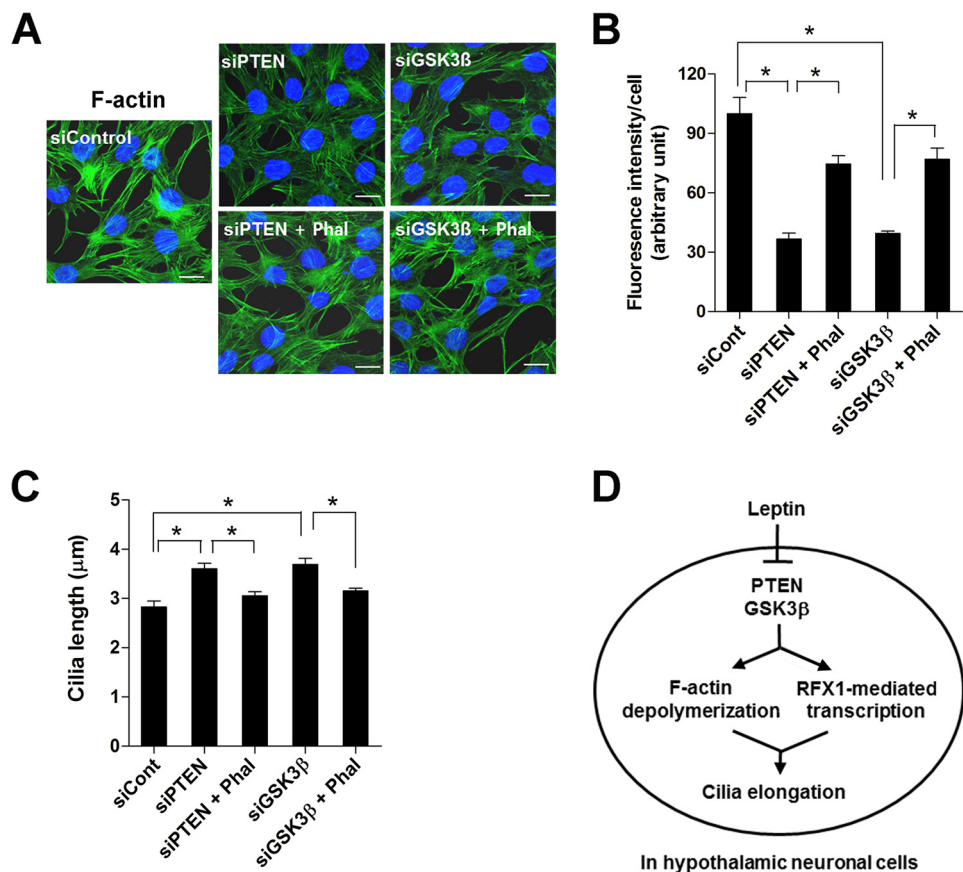 A
F-actin
siControl
siPTEN
siGSK3ß
siPTEN + Phal
siGSK3ß + Phal
B
Fluoresence intensity/cell
(arbitrary unit)
120
90
60
30
0
*
*
*
*
siCont
siPTEN
siPTEN + Phal
siGSK3β
siGSK3β + Phal
C
Cilia length (μm)
5
4
3
2
1
0
*
*
*
*
siCont
siPTEN
siPTEN + Phal
siGSK3β
siGSK3β + Phal
D
Leptin
PTEN
GSK3β
F-actin
depolymerization
RFX1-mediated
transcription
Cilia elongation
In hypothalamic neuronal cells